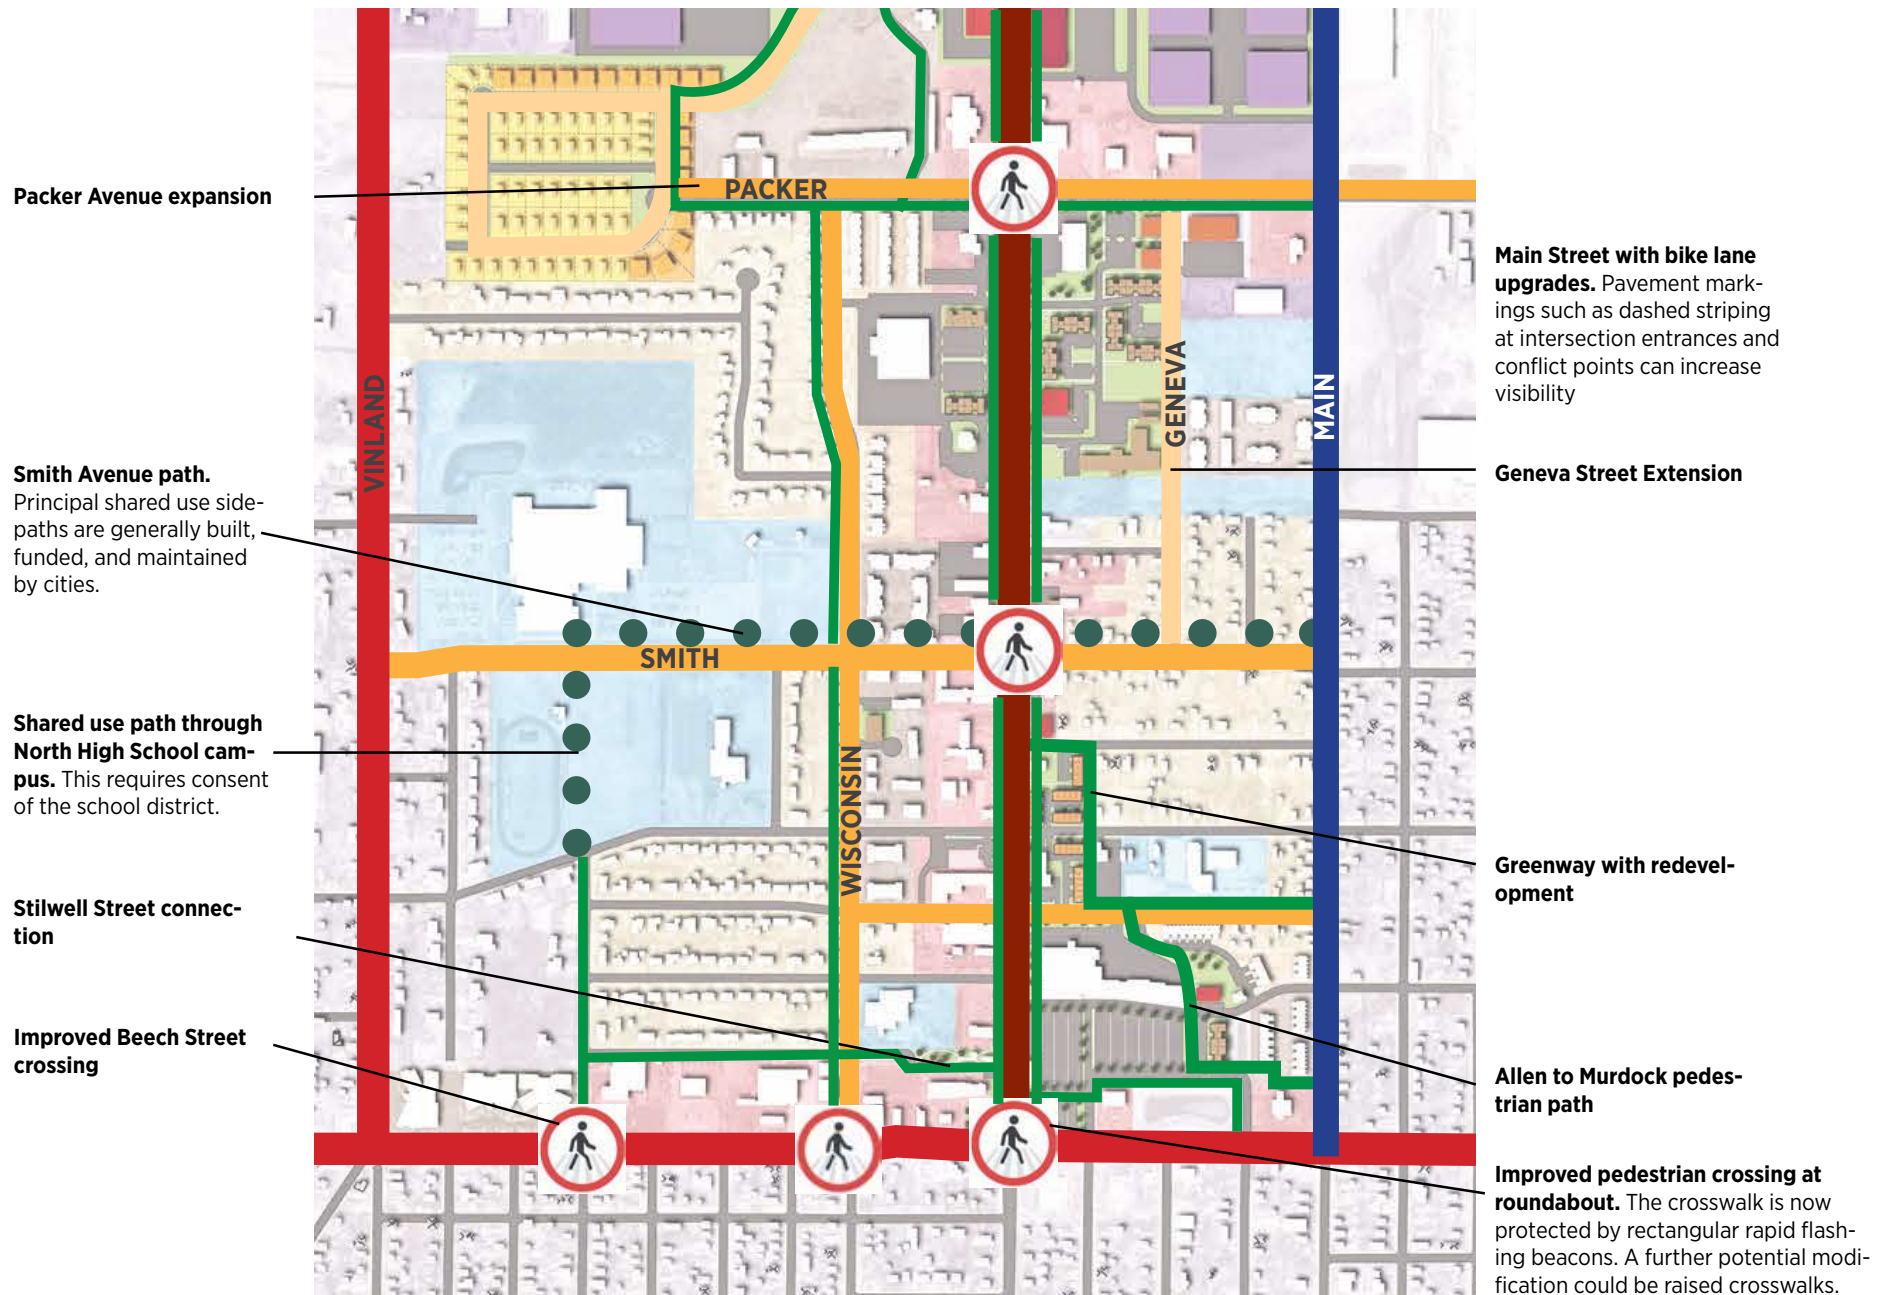 Packer Avenue expansion
Smith Avenue path.
Principal shared use side-
paths are generally built,
funded, and maintained
by cities.
Shared use path through
North High School cam-
pus. This requires consent
of the school district.
Stilwell Street connec-
tion
Improved Beech Street
crossing
PACKER
VINLAND
GENEVA
MAIN
SMITH
WISCONSIN
Main Street with bike lane
upgrades. Pavement mark-
ings such as dashed striping
at intersection entrances and
conflict points can increase
visibility
Geneva Street Extension
Greenway with redevel-
opment
Allen to Murdock pedes-
trian path
Improved pedestrian crossing at
roundabout. The crosswalk is now
protected by rectangular rapid flash-
ing beacons. A further potential modi-
fication could be raised crosswalks.